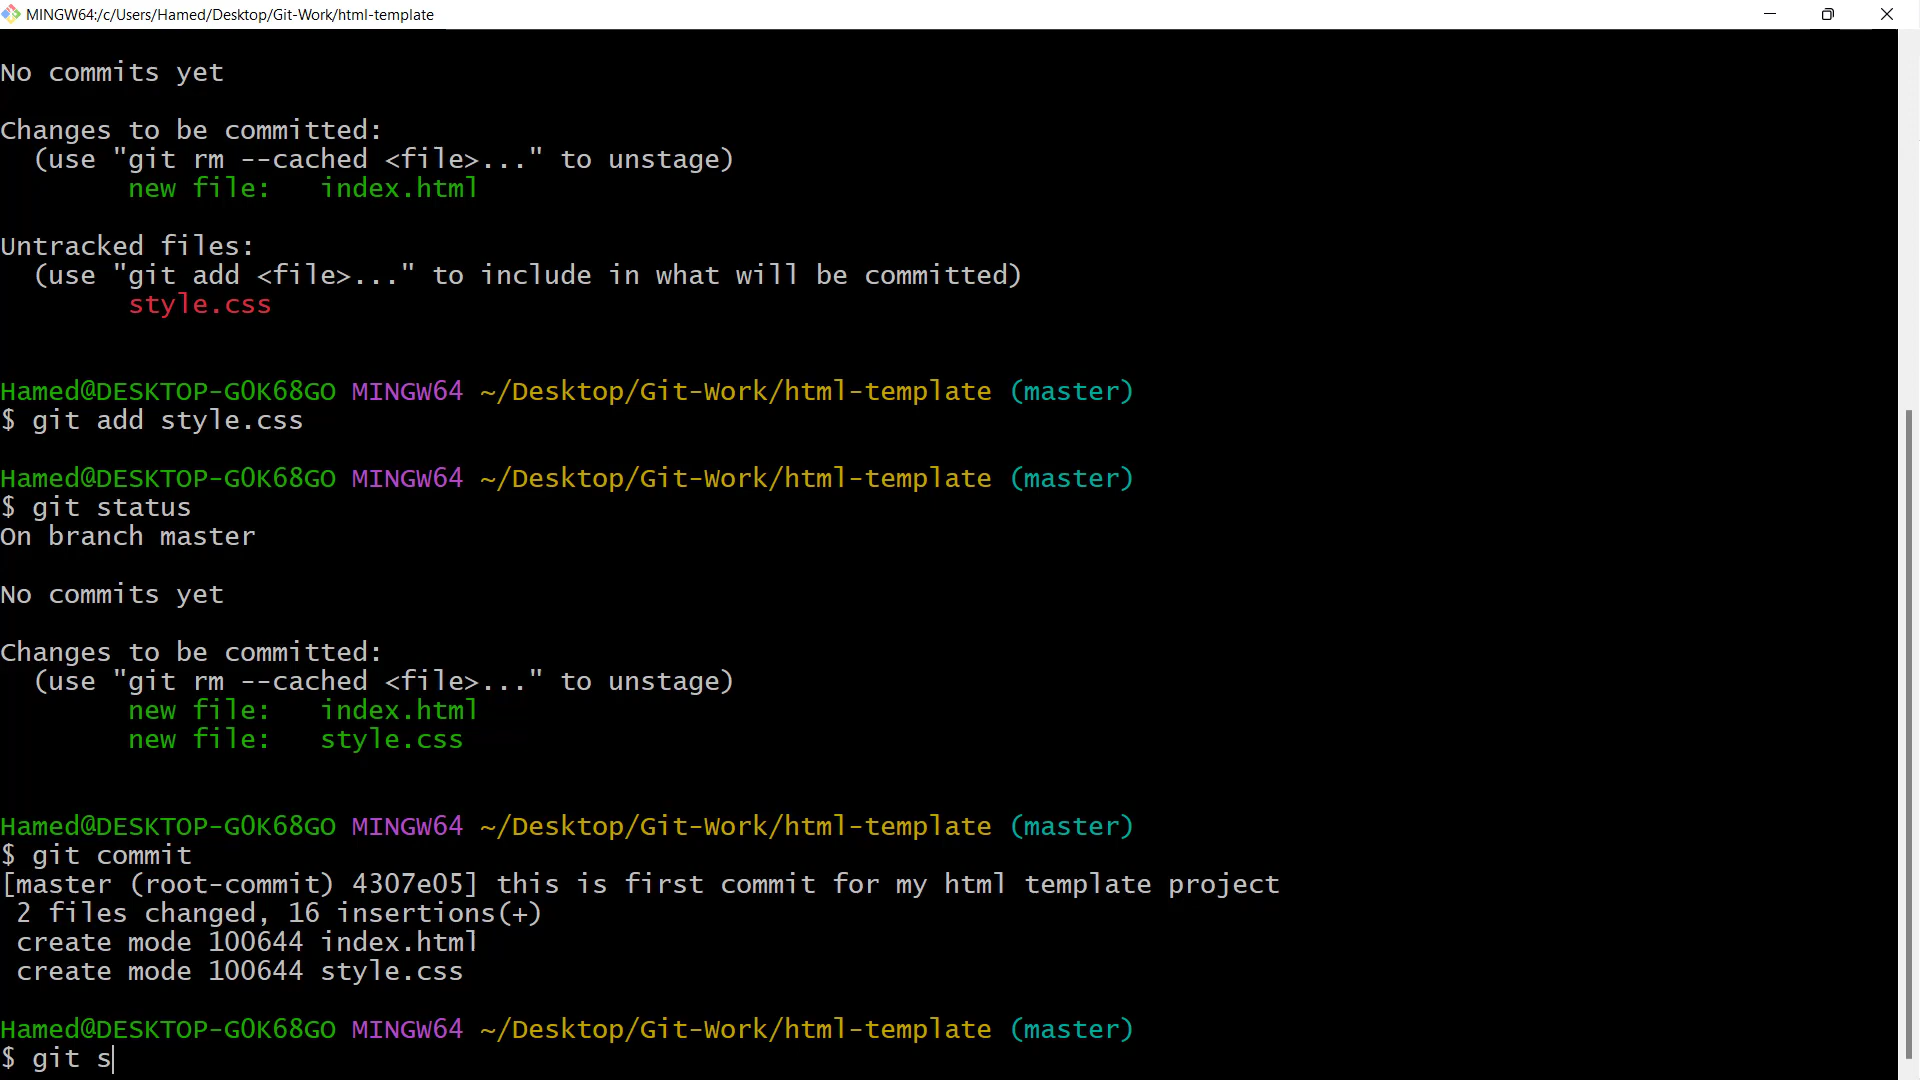 MINGW64:/c/Users/Hamed/Desktop/Git-Work/html-template
No commits yet
Changes to be committed:
  (use "git rm --cached <file>..." to unstage)
        new file:   index.html
Untracked files:
  (use "git add <file>..." to include in what will be committed)
        style.css
Hamed@DESKTOP-G0K68GO MINGW64 ~/Desktop/Git-Work/html-template (master)
$ git add style.css
Hamed@DESKTOP-G0K68GO MINGW64 ~/Desktop/Git-Work/html-template (master)
$ git status
On branch master
No commits yet
Changes to be committed:
  (use "git rm --cached <file>..." to unstage)
        new file:   index.html
        new file:   style.css
Hamed@DESKTOP-G0K68GO MINGW64 ~/Desktop/Git-Work/html-template (master)
$ git commit
[master (root-commit) 4307e05] this is first commit for my html template project
 2 files changed, 16 insertions(+)
 create mode 100644 index.html
 create mode 100644 style.css
Hamed@DESKTOP-G0K68GO MINGW64 ~/Desktop/Git-Work/html-template (master)
$ git s